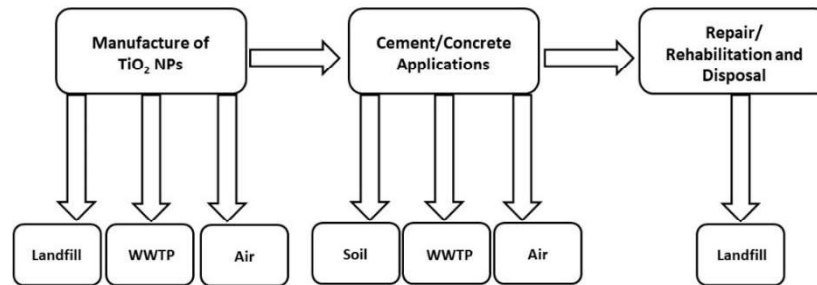 Manufacture of
TiO₂ NPs
Cement/Concrete
Applications
Repair/
Rehabilitation and
Disposal
Landfill
WWTP
Air
Soil
WWTP
Air
Landfill